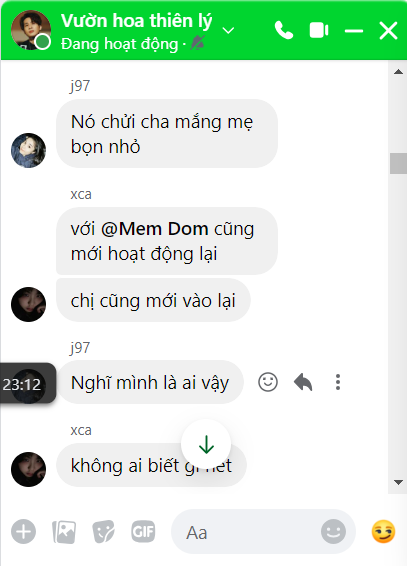 Vườn hoa thiên lý
Đang hoạt động ·
j97
Nó chửi cha mắng mẹ
bọn nhỏ
xca
với @Mem Dom cũng
mới hoạt động lại
chị cũng mới vào lại
j97
23:12
Nghĩ mình là ai vậy
xca
không ai biết gì hết
GIF
Aa